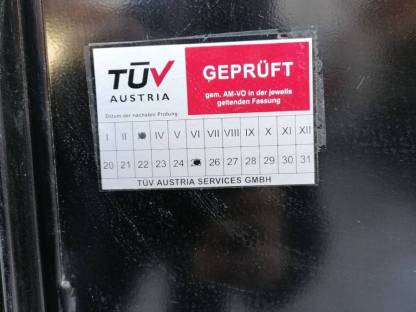 TÜV
AUSTRIA
GEPRÜFT
gem. AM-VO in der jeweils
geltenden Fassung
Datum der nächsten Prüfung
I II IV V VI VII VIII IX X XI XII
20 21 22 23 24 26 27 28 29 30 31
TÜV AUSTRIA SERVICES GMBH